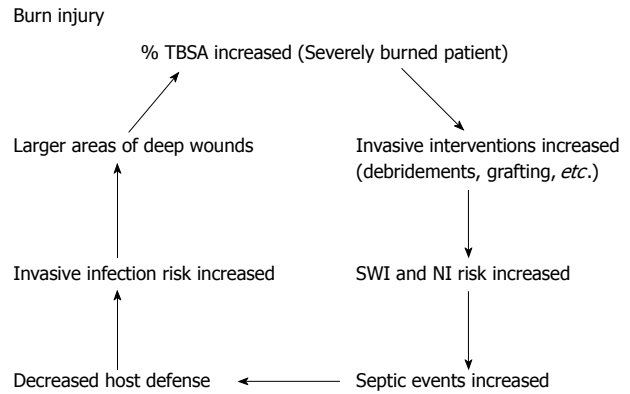 Burn injury
% TBSA increased (Severely burned patient)
Larger areas of deep wounds
Invasive interventions increased
(debridements, grafting, etc.)
Invasive infection risk increased
SWI and NI risk increased
Decreased host defense
Septic events increased